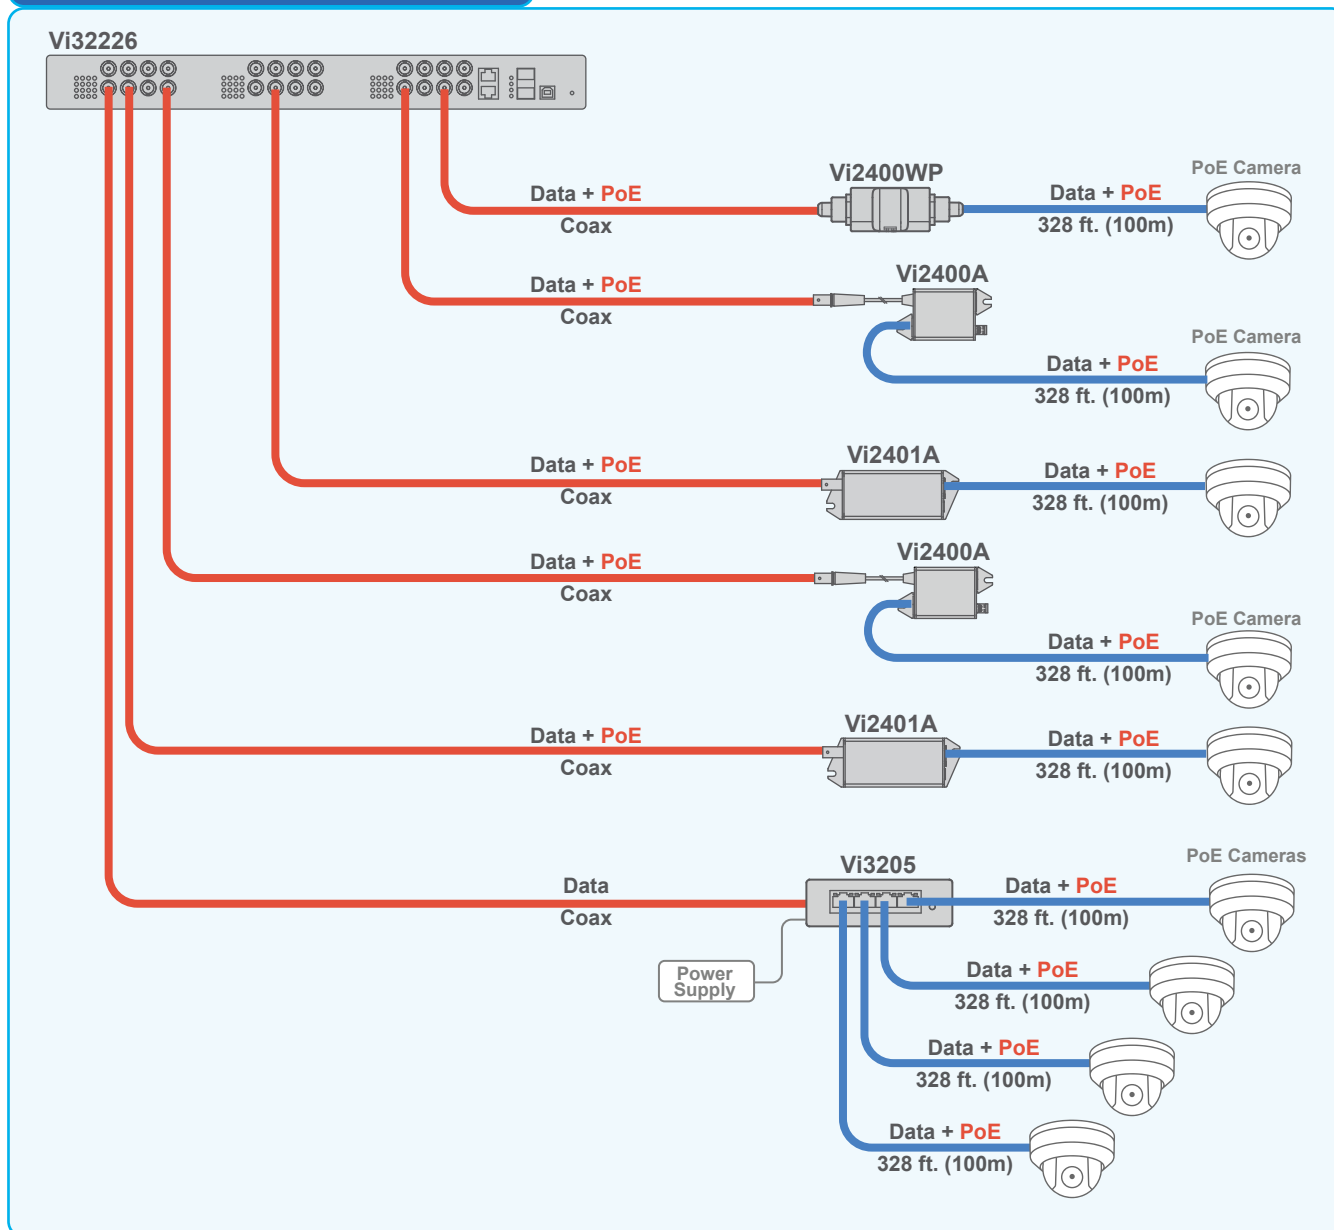 Vi32226
Vi2400WP
PoE Camera
Data + PoE
Coax
Data + PoE
328 ft. (100m)
Vi2400A
Data + PoE
Coax
PoE Camera
Data + PoE
328 ft. (100m)
Vi2401A
Data + PoE
Coax
Data + PoE
328 ft. (100m)
Vi2400A
Data + PoE
Coax
PoE Camera
Data + PoE
328 ft. (100m)
Vi2401A
Data + PoE
Coax
Data + PoE
328 ft. (100m)
Vi3205
PoE Cameras
Data
Coax
Data + PoE
328 ft. (100m)
Power
Supply
Data + PoE
328 ft. (100m)
Data + PoE
328 ft. (100m)
Data + PoE
328 ft. (100m)